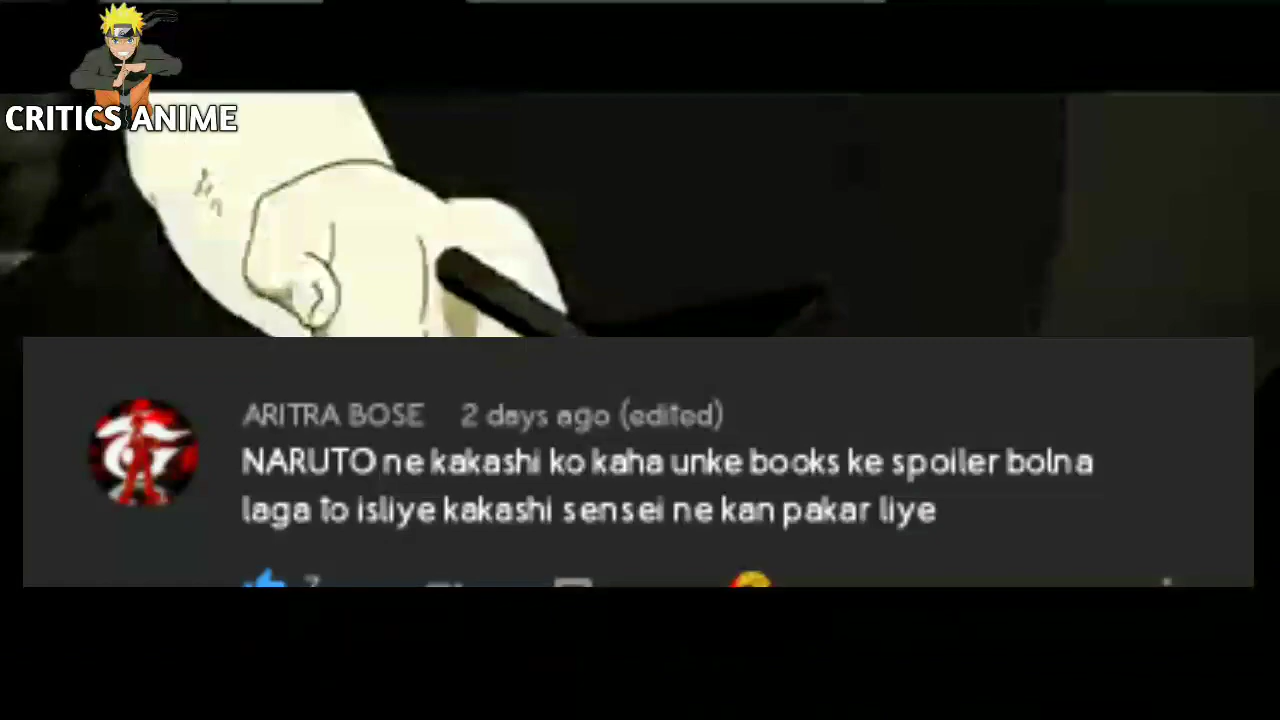 CRITICS ANIME
ARITRA BOSE 2 days ago (edited)
NARUTO ne kakashi ko kaha unke books ke spoiler bolna
laga to isliye kakashi sensei ne kan pakar liye